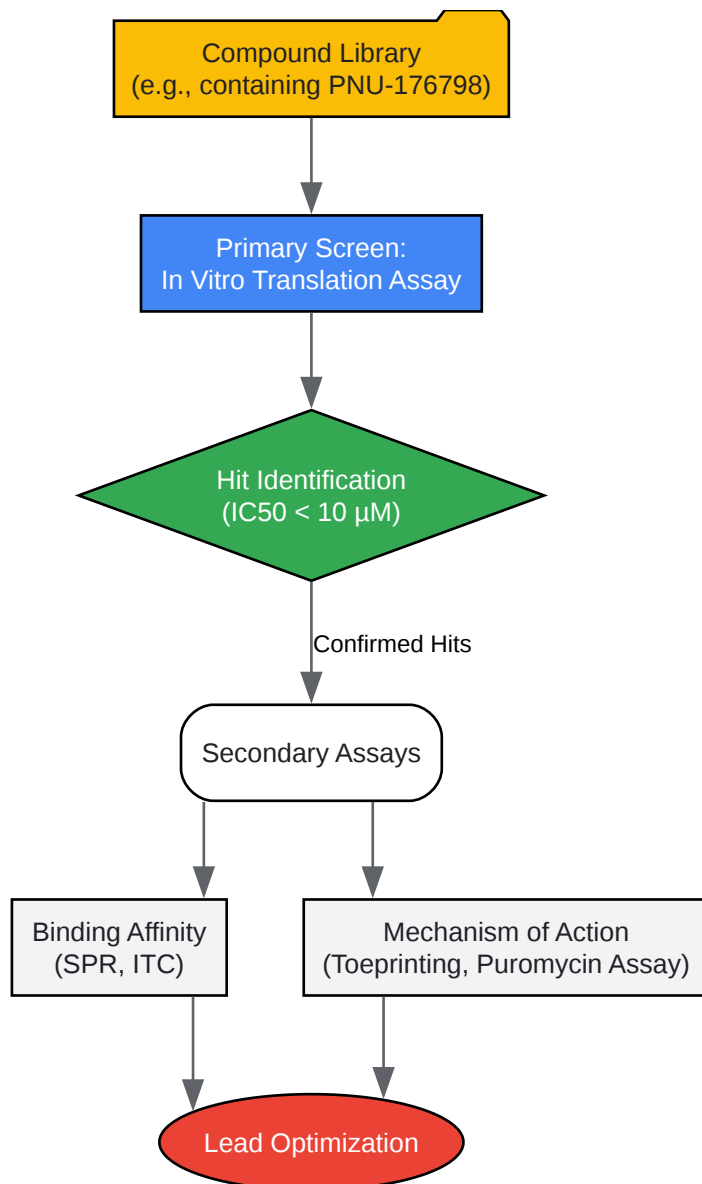 Compound Library
(e.g., containing PNU-176798)
Primary Screen:
In Vitro Translation Assay
Hit Identification
(IC50 < 10 µM)
Confirmed Hits
Secondary Assays
Binding Affinity
(SPR, ITC)
Mechanism of Action
(Toeprinting, Puromycin Assay)
Lead Optimization